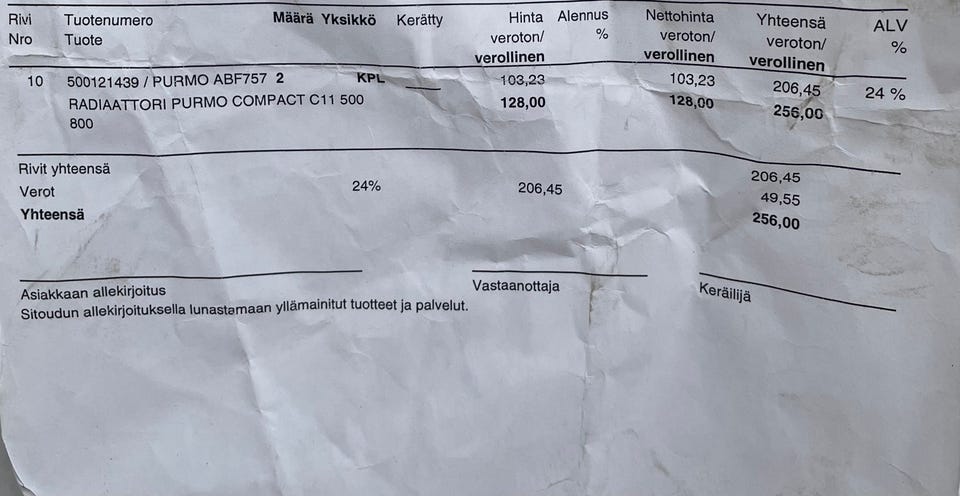 Rivi Tuotenumero Määrä Yksikkö Kerätty Hinta Alennus Nettohinta Yhteensä ALV
Nro Tuote veroton/ % veroton/ veroton/ %
verollinen verollinen verollinen
10 500121439 / PURMO ABF757 2 KPL 103,23 103,23 206,45 24 %
RADIAATTORI PURMO COMPACT C11 500 128,00 128,00 256,00
800
Rivit yhteensä 206,45
Verot 24% 206,45 49,55
Yhteensä 256,00
Asiakkaan allekirjoitus Vastaanottaja Keräilijä
Sitoudun allekirjoituksella lunastamaan yllämainitut tuotteet ja palvelut.